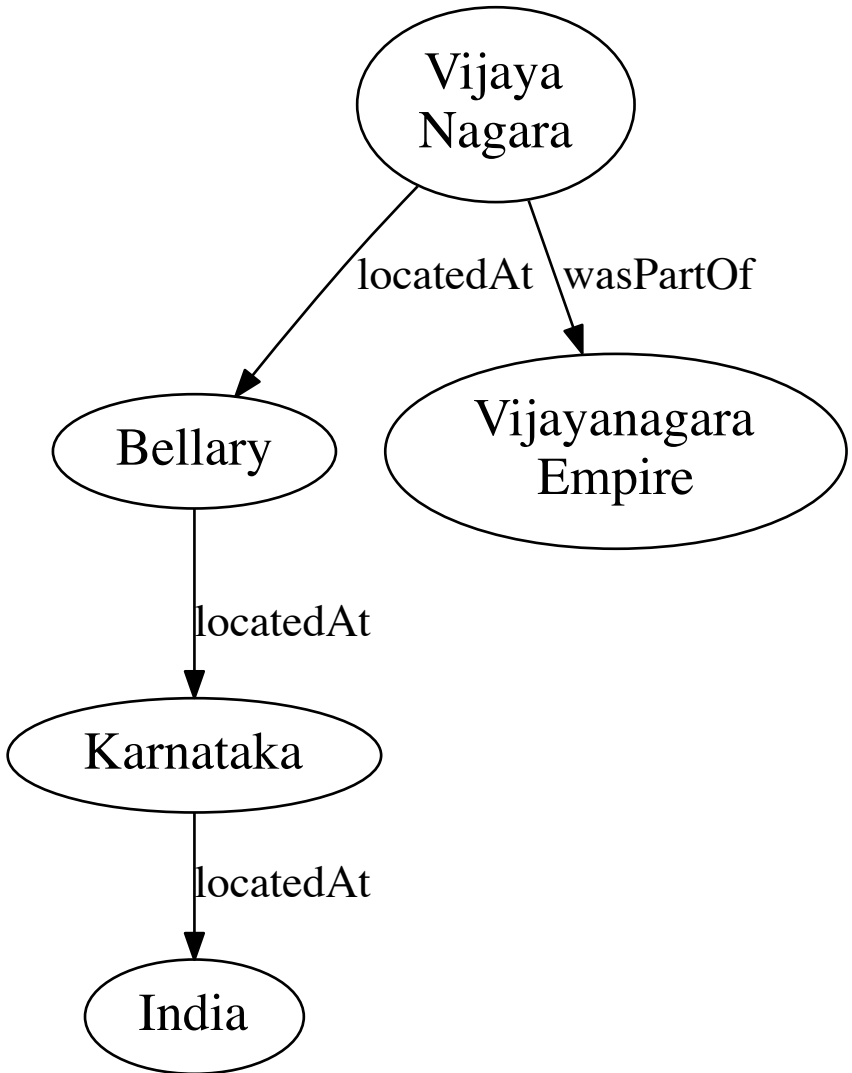 Vijaya
Nagara
locatedAt
wasPartOf
Bellary
Vijayanagara
Empire
locatedAt
Karnataka
locatedAt
India